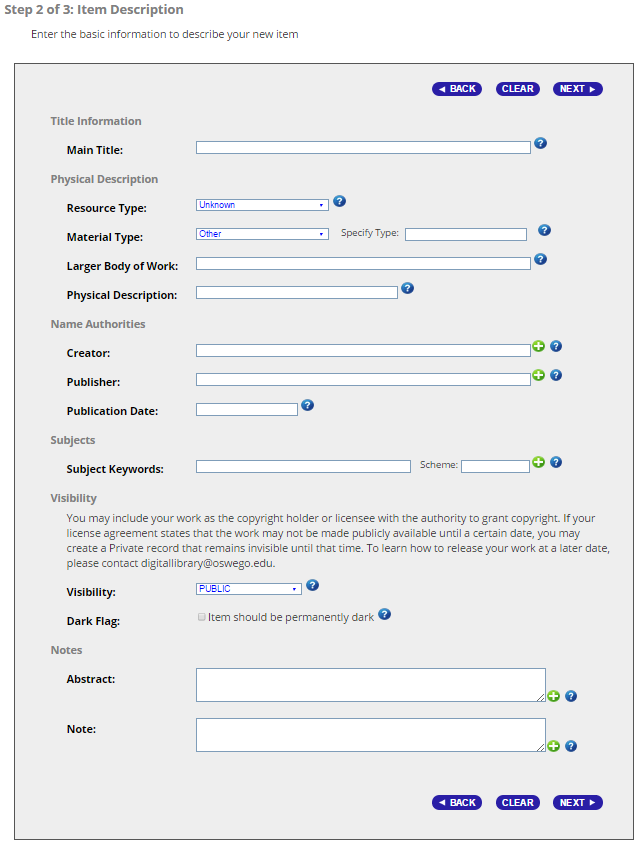 Step 2 of 3: Item Description
Enter the basic information to describe your new item
◄ BACK CLEAR NEXT ►
Title Information
Main Title: ?
Physical Description
Resource Type: Unknown ?
Material Type: Other Specify Type: ?
Larger Body of Work: ?
Physical Description: ?
Name Authorities
Creator: + ?
Publisher: + ?
Publication Date: ?
Subjects
Subject Keywords: Scheme: + ?
Visibility
You may include your work as the copyright holder or licensee with the authority to grant copyright. If your
license agreement states that the work may not be made publicly available until a certain date, you may
create a Private record that remains invisible until that time. To learn how to release your work at a later date,
please contact digitallibrary@oswego.edu.
Visibility: PUBLIC ?
Dark Flag: Item should be permanently dark ?
Notes
Abstract: + ?
Note: + ?
◄ BACK CLEAR NEXT ►